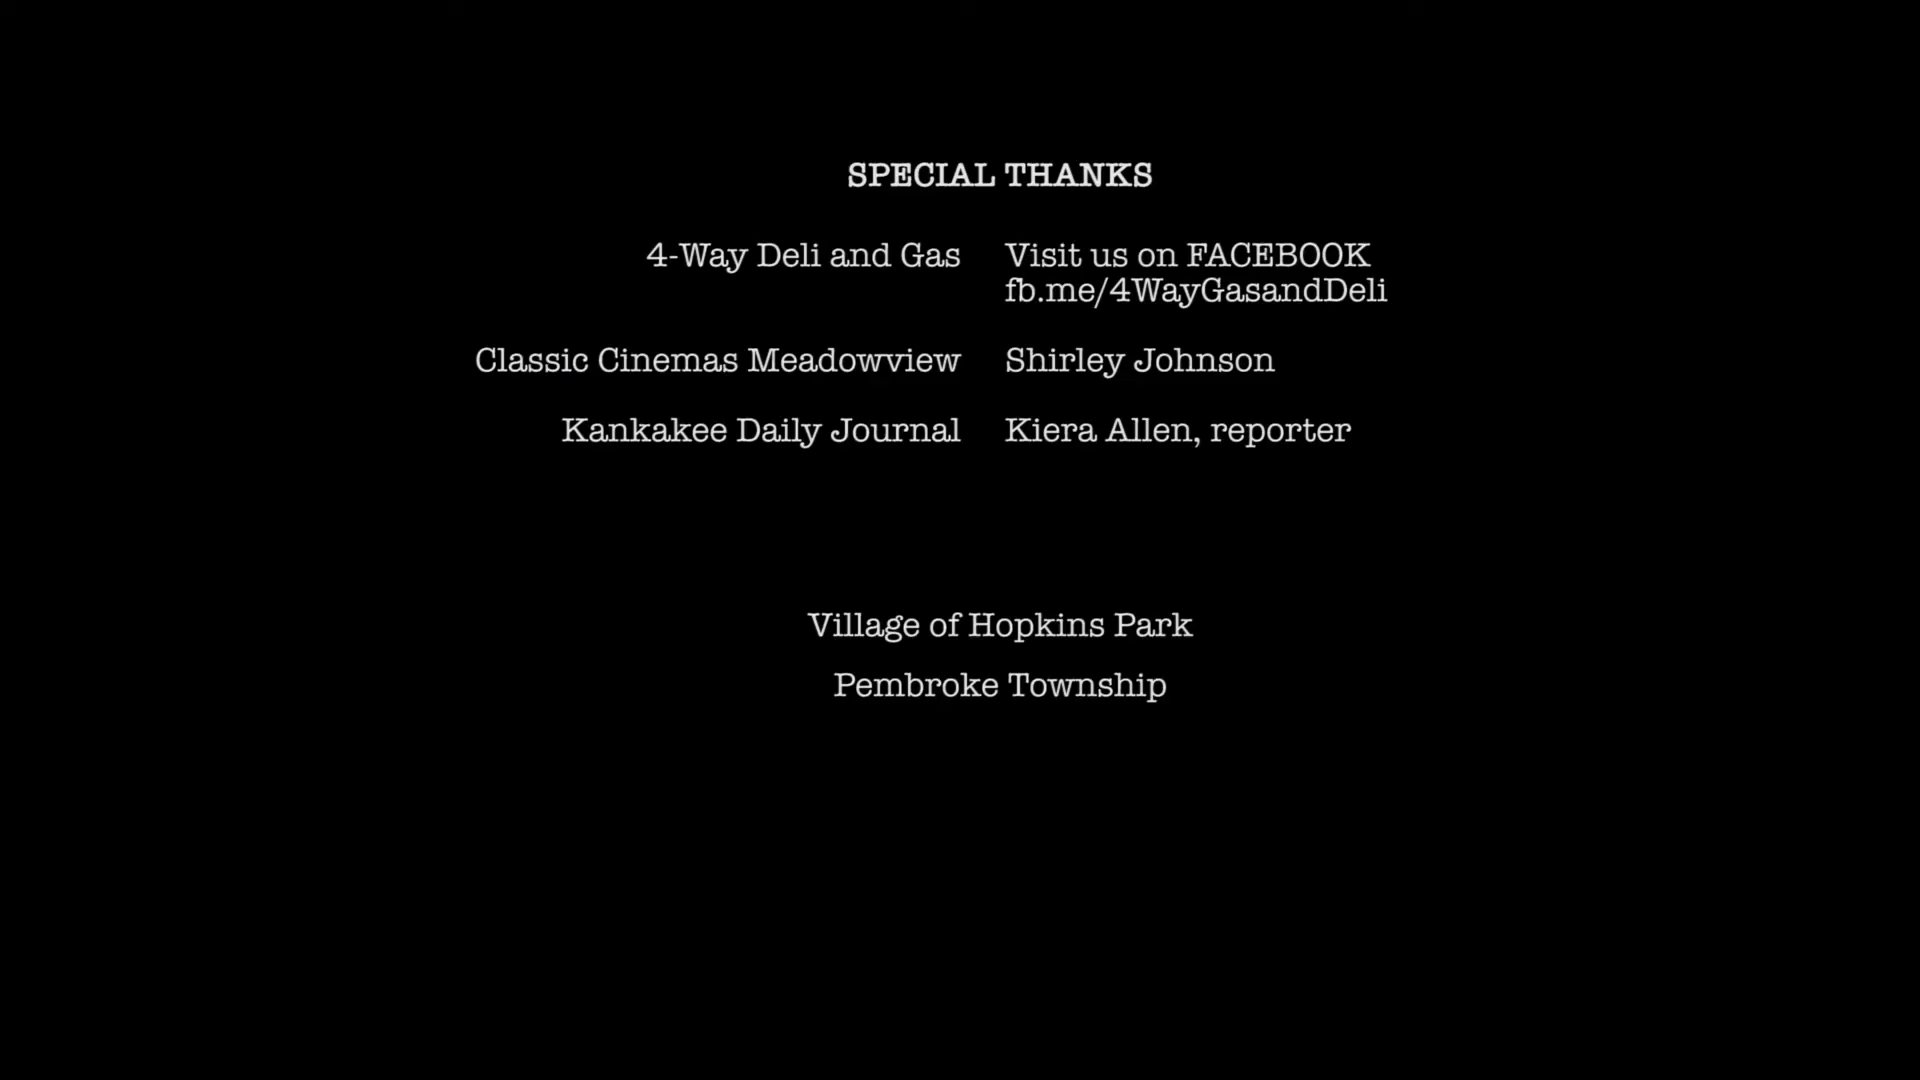 SPECIAL THANKS
4-Way Deli and Gas Visit us on FACEBOOK
fb.me/4WayGasandDeli
Classic Cinemas Meadowview Shirley Johnson
Kankakee Daily Journal Kiera Allen, reporter
Village of Hopkins Park
Pembroke Township